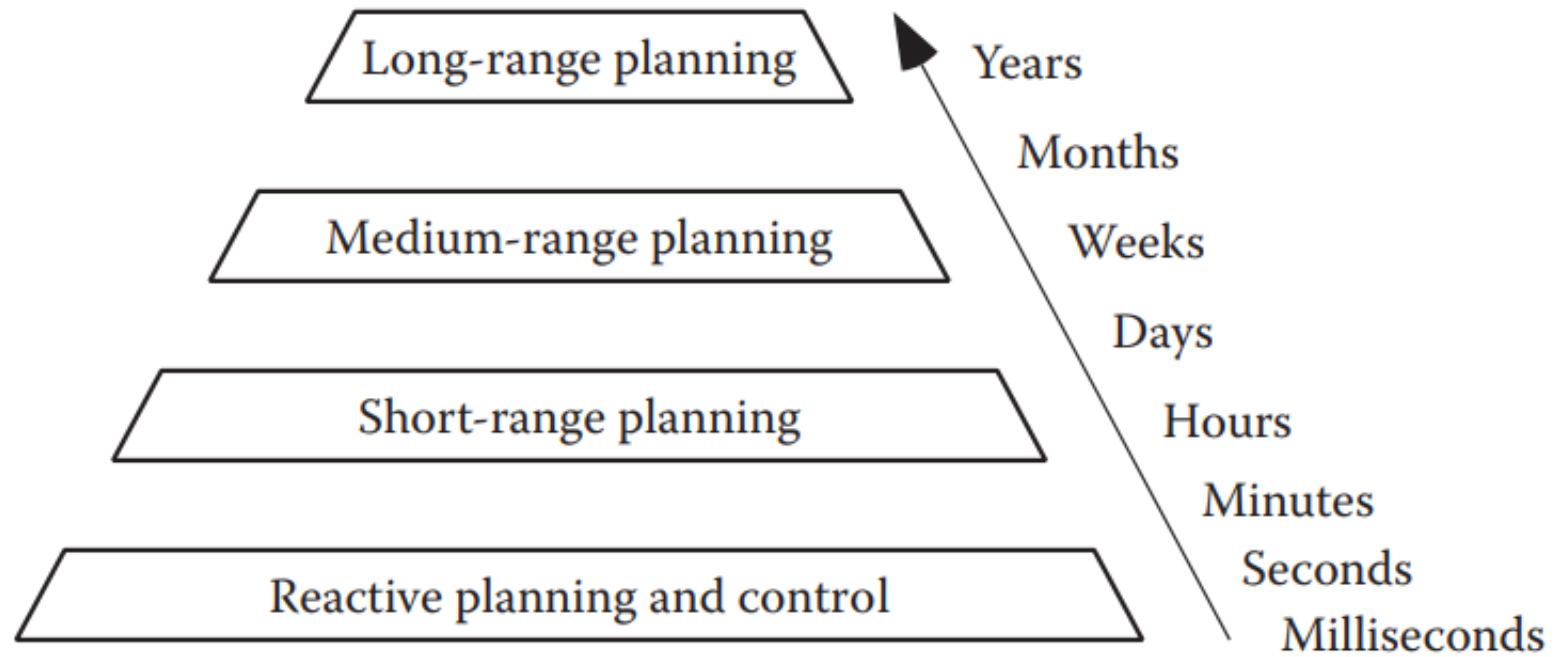 Long-range planning
Years
Months
Medium-range planning
Weeks
Days
Short-range planning
Hours
Minutes
Seconds
Reactive planning and control
Milliseconds